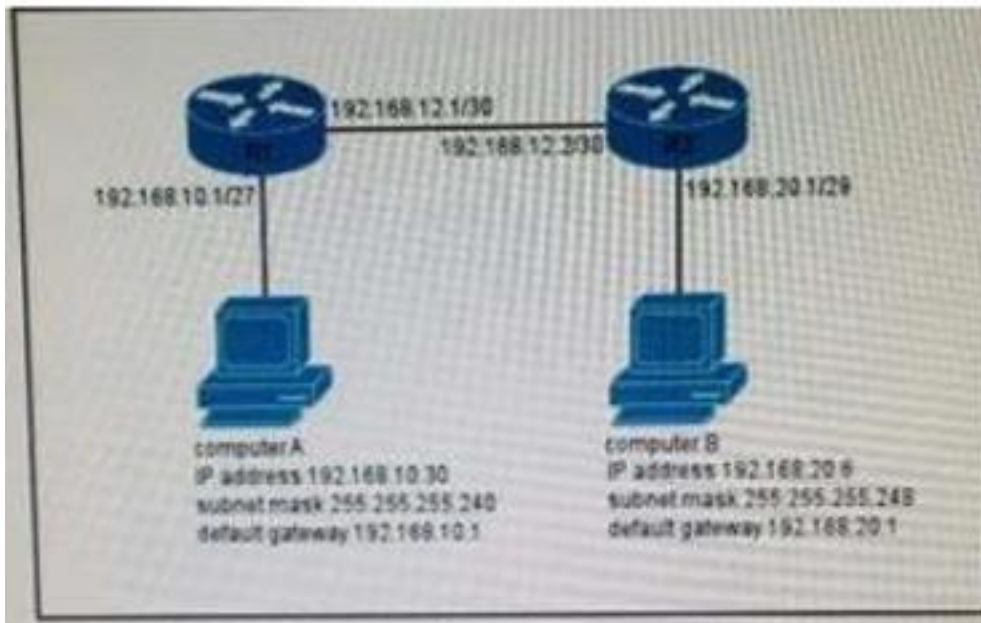 192.168.12.1/30
192.168.12.2/30
R1
192.168.10.1/27
192.168.20.1/29
computer A
IP address 192.168.10.30
subnet mask 255.255.255.240
default gateway 192.168.10.1
computer B
IP address 192.168.20.6
subnet mask 255.255.255.248
default gateway 192.168.20.1